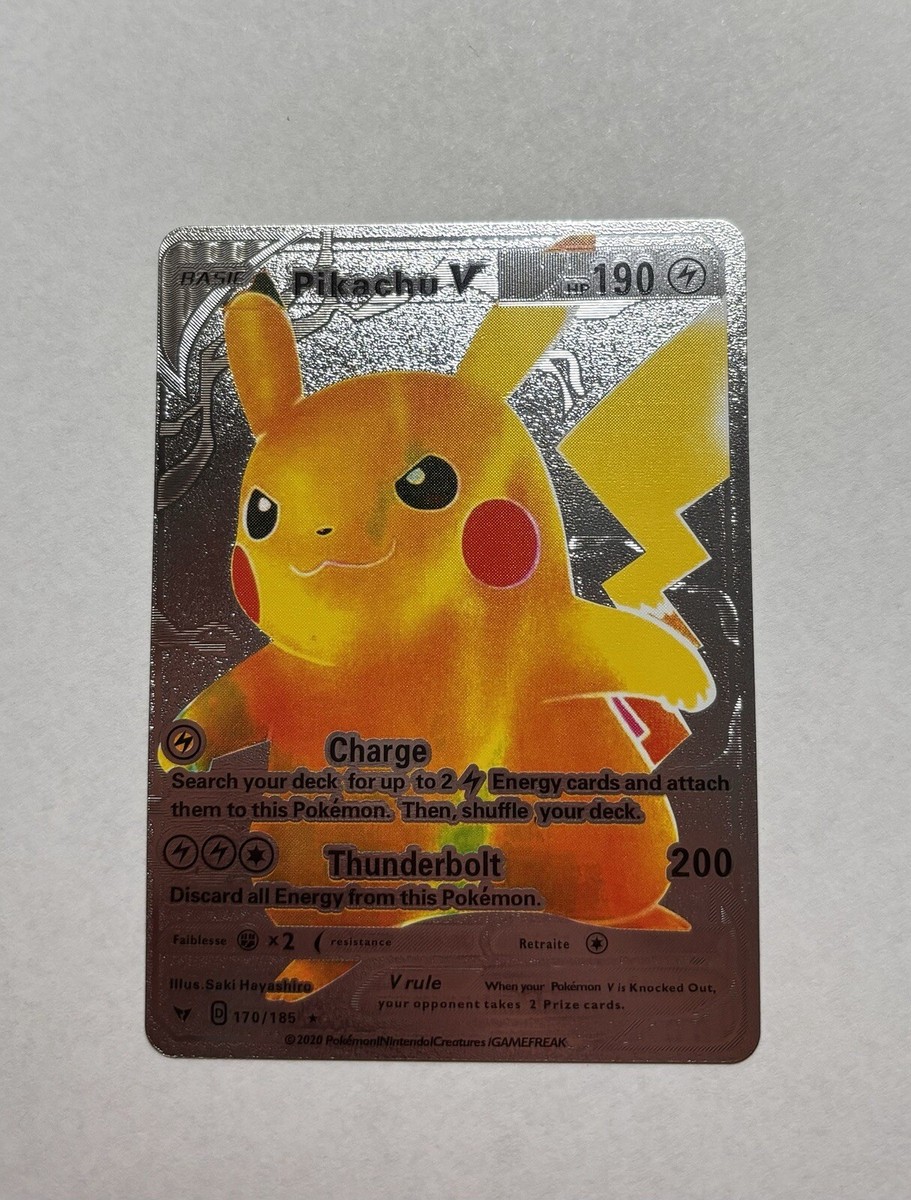 BASIC Pikachu V HP 190
Charge
Search your deck for up to 2 Energy cards and attach
them to this Pokémon. Then, shuffle your deck.
Thunderbolt 200
Discard all Energy from this Pokémon.
Faiblesse x2 resistance Retraite
Illus.Saki Hayashiro V rule When your Pokémon V is Knocked Out,
your opponent takes 2 Prize cards.
D 170/185
©2020 Pokémon/Nintendo/Creatures /GAMEFREAK